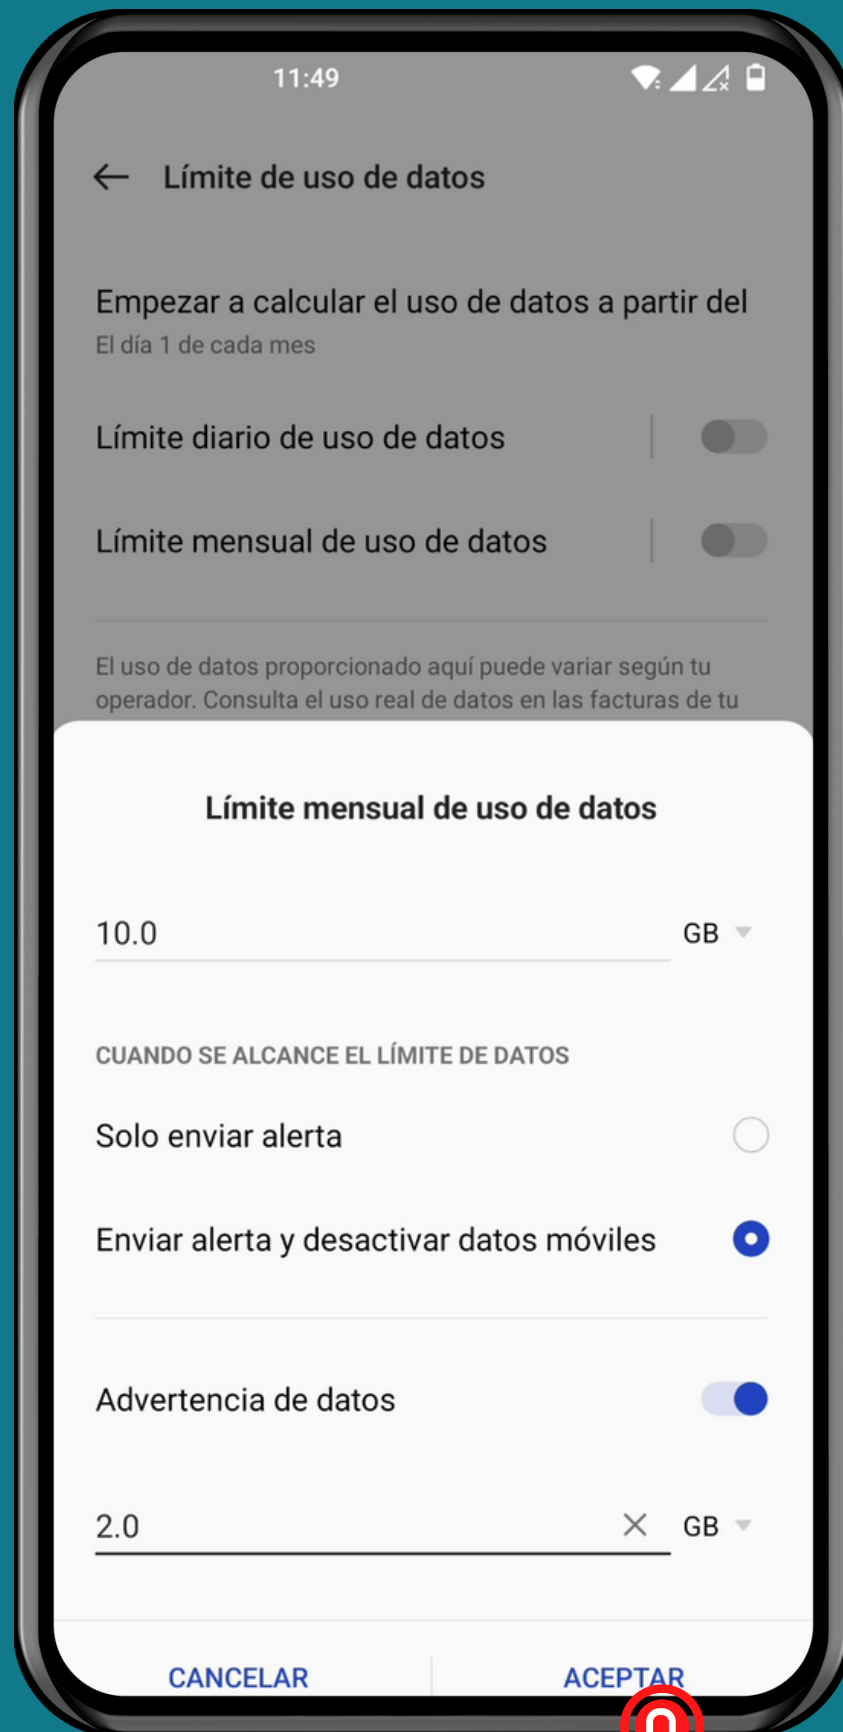 11:49
Límite de uso de datos
Empezar a calcular el uso de datos a partir del
El día 1 de cada mes
Límite diario de uso de datos
Límite mensual de uso de datos
El uso de datos proporcionado aquí puede variar según tu
operador. Consulta el uso real de datos en las facturas de tu
Límite mensual de uso de datos
10.0 GB
CUANDO SE ALCANCE EL LÍMITE DE DATOS
Solo enviar alerta
Enviar alerta y desactivar datos móviles
Advertencia de datos
2.0 GB
CANCELAR ACEPTAR